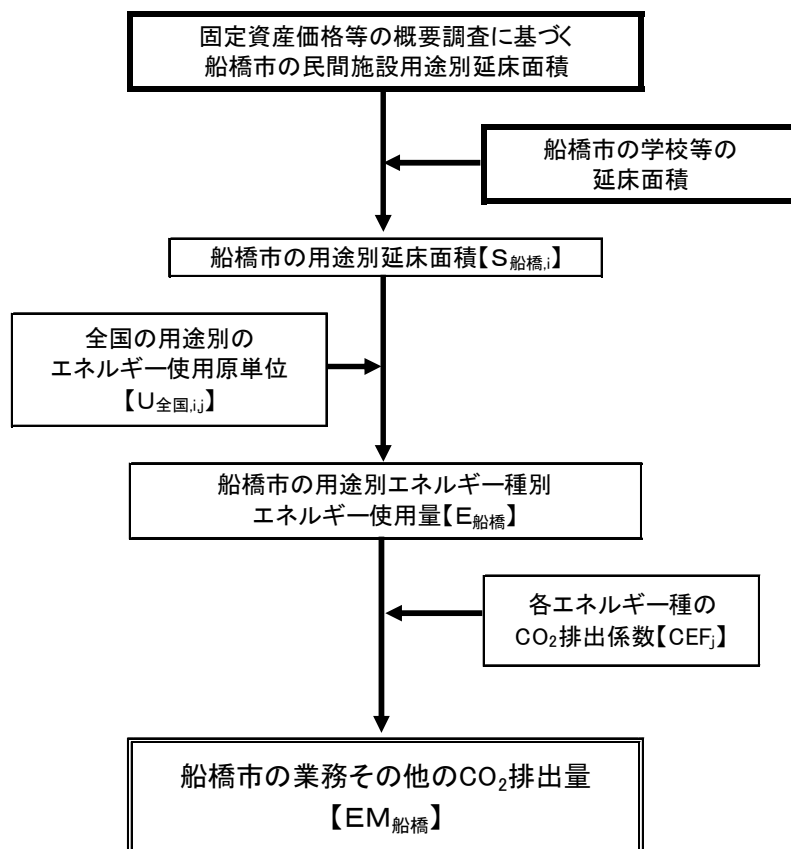 固定資産価格等の概要調査に基づく
船橋市の民間施設用途別延床面積
船橋市の学校等の
延床面積
船橋市の用途別延床面積【S船橋,i】
全国の用途別の
エネルギー使用原単位
【U全国,i,j】
船橋市の用途別エネルギー種別
エネルギー使用量【E船橋】
各エネルギー種の
CO₂排出係数【CEFj】
船橋市の業務その他のCO₂排出量
【EM船橋】